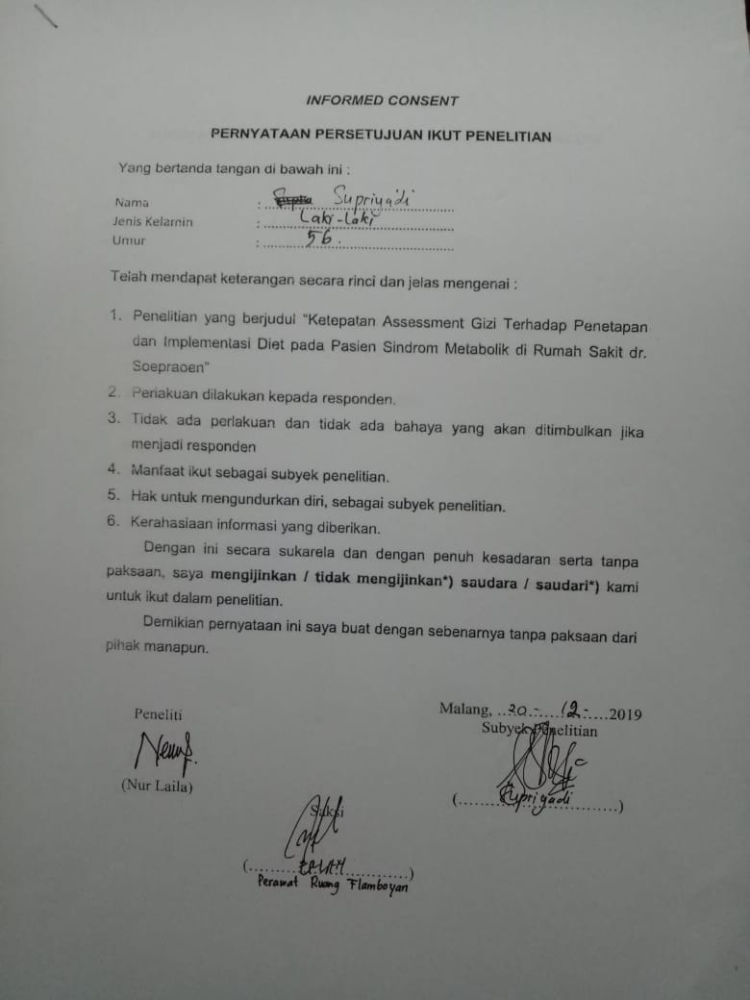 INFORMED CONSENT
PERNYATAAN PERSETUJUAN IKUT PENELITIAN
Yang bertanda tangan di bawah ini :
Nama : Supriyadi
Jenis Kelamin : Laki-laki
Umur : 56.
Telah mendapat keterangan secara rinci dan jelas mengenai :
1. Penelitian yang berjudul “Ketepatan Assessment Gizi Terhadap Penetapan
dan Implementasi Diet pada Pasien Sindrom Metabolik di Rumah Sakit dr.
Soepraoen”
2. Perlakuan dilakukan kepada responden.
3. Tidak ada perlakuan dan tidak ada bahaya yang akan ditimbulkan jika
menjadi responden
4. Manfaat ikut sebagai subyek penelitian.
5. Hak untuk mengundurkan diri, sebagai subyek penelitian.
6. Kerahasiaan informasi yang diberikan.
Dengan ini secara sukarela dan dengan penuh kesadaran serta tanpa
paksaan, saya mengijinkan / tidak mengijinkan*) saudara / saudari*) kami
untuk ikut dalam penelitian.
Demikian pernyataan ini saya buat dengan sebenarnya tanpa paksaan dari
pihak manapun.
Malang, 20 - 12 - 2019
Peneliti
Subyek Penelitian
(Nur Laila)
(Supriyadi)
Saksi
Perawat Ruang Flamboyan